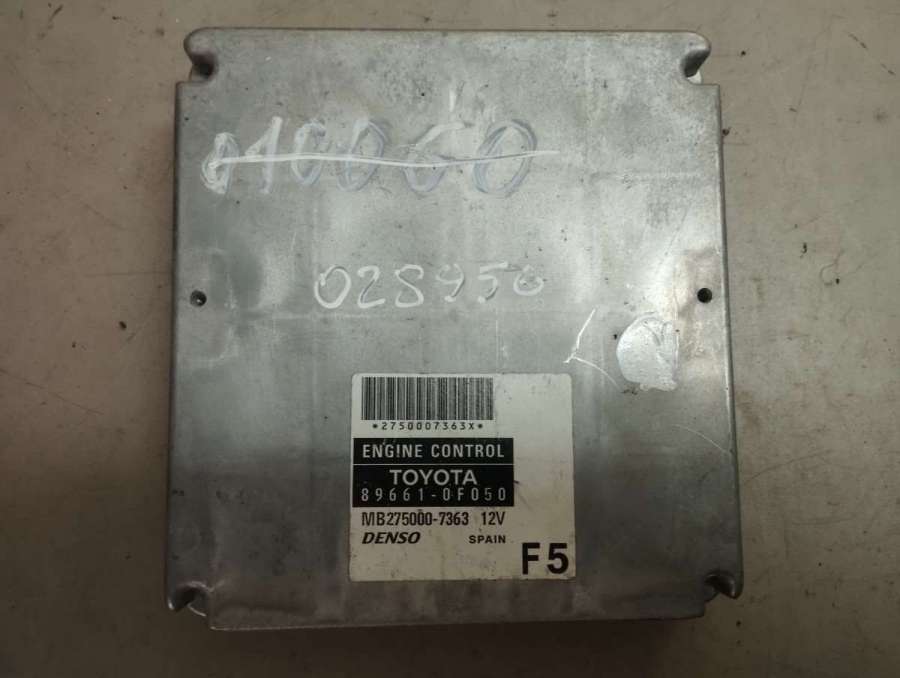 010060
028950
*2750007363X*
ENGINE CONTROL
TOYOTA
89661-0F050
MB275000-7363 12V
DENSO SPAIN
F5